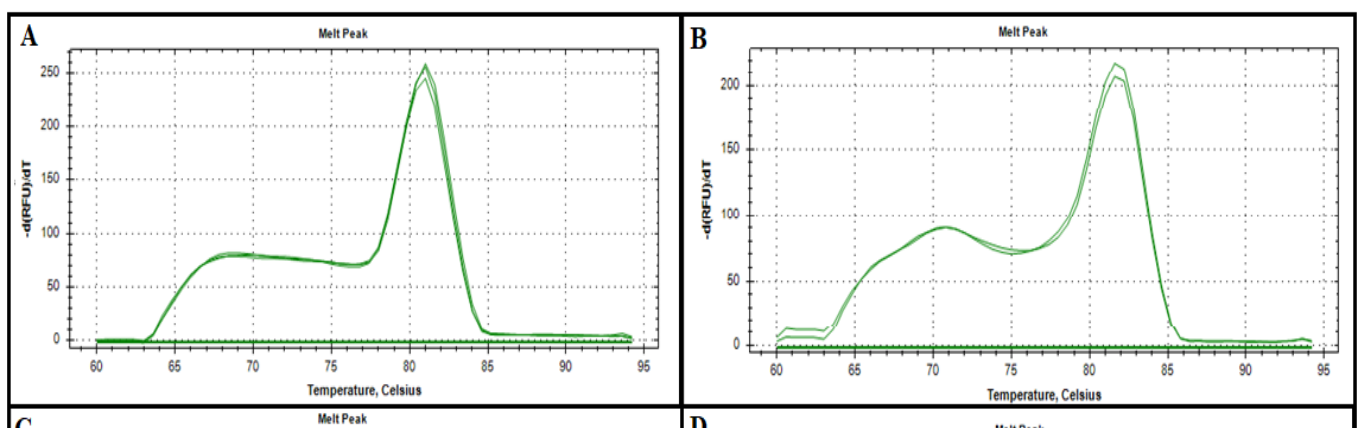 A
Melt Peak
-d(RFU)/dT
250
200
150
100
50
0
60 65 70 75 80 85 90 95
Temperature, Celsius
B
Melt Peak
-d(RFU)/dT
200
150
100
50
0
60 65 70 75 80 85 90 95
Temperature, Celsius
C
Melt Peak
D
Melt Peak